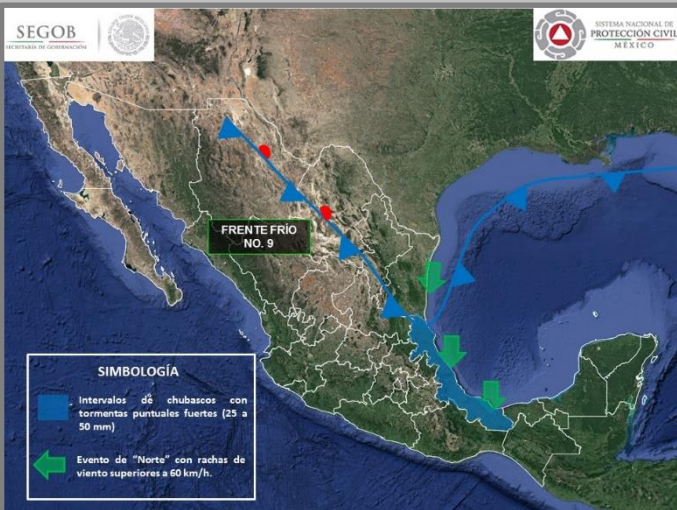 SEGOB
SECRETARÍA DE GOBERNACIÓN
SISTEMA NACIONAL DE
PROTECCIÓN CIVIL
MÉXICO
FRENTE FRÍO
NO. 9
SIMBOLOGÍA
Intervalos de chubascos con
tormentas puntuales fuertes (25 a
50 mm)
Evento de “Norte” con rachas de
viento superiores a 60 km/h.